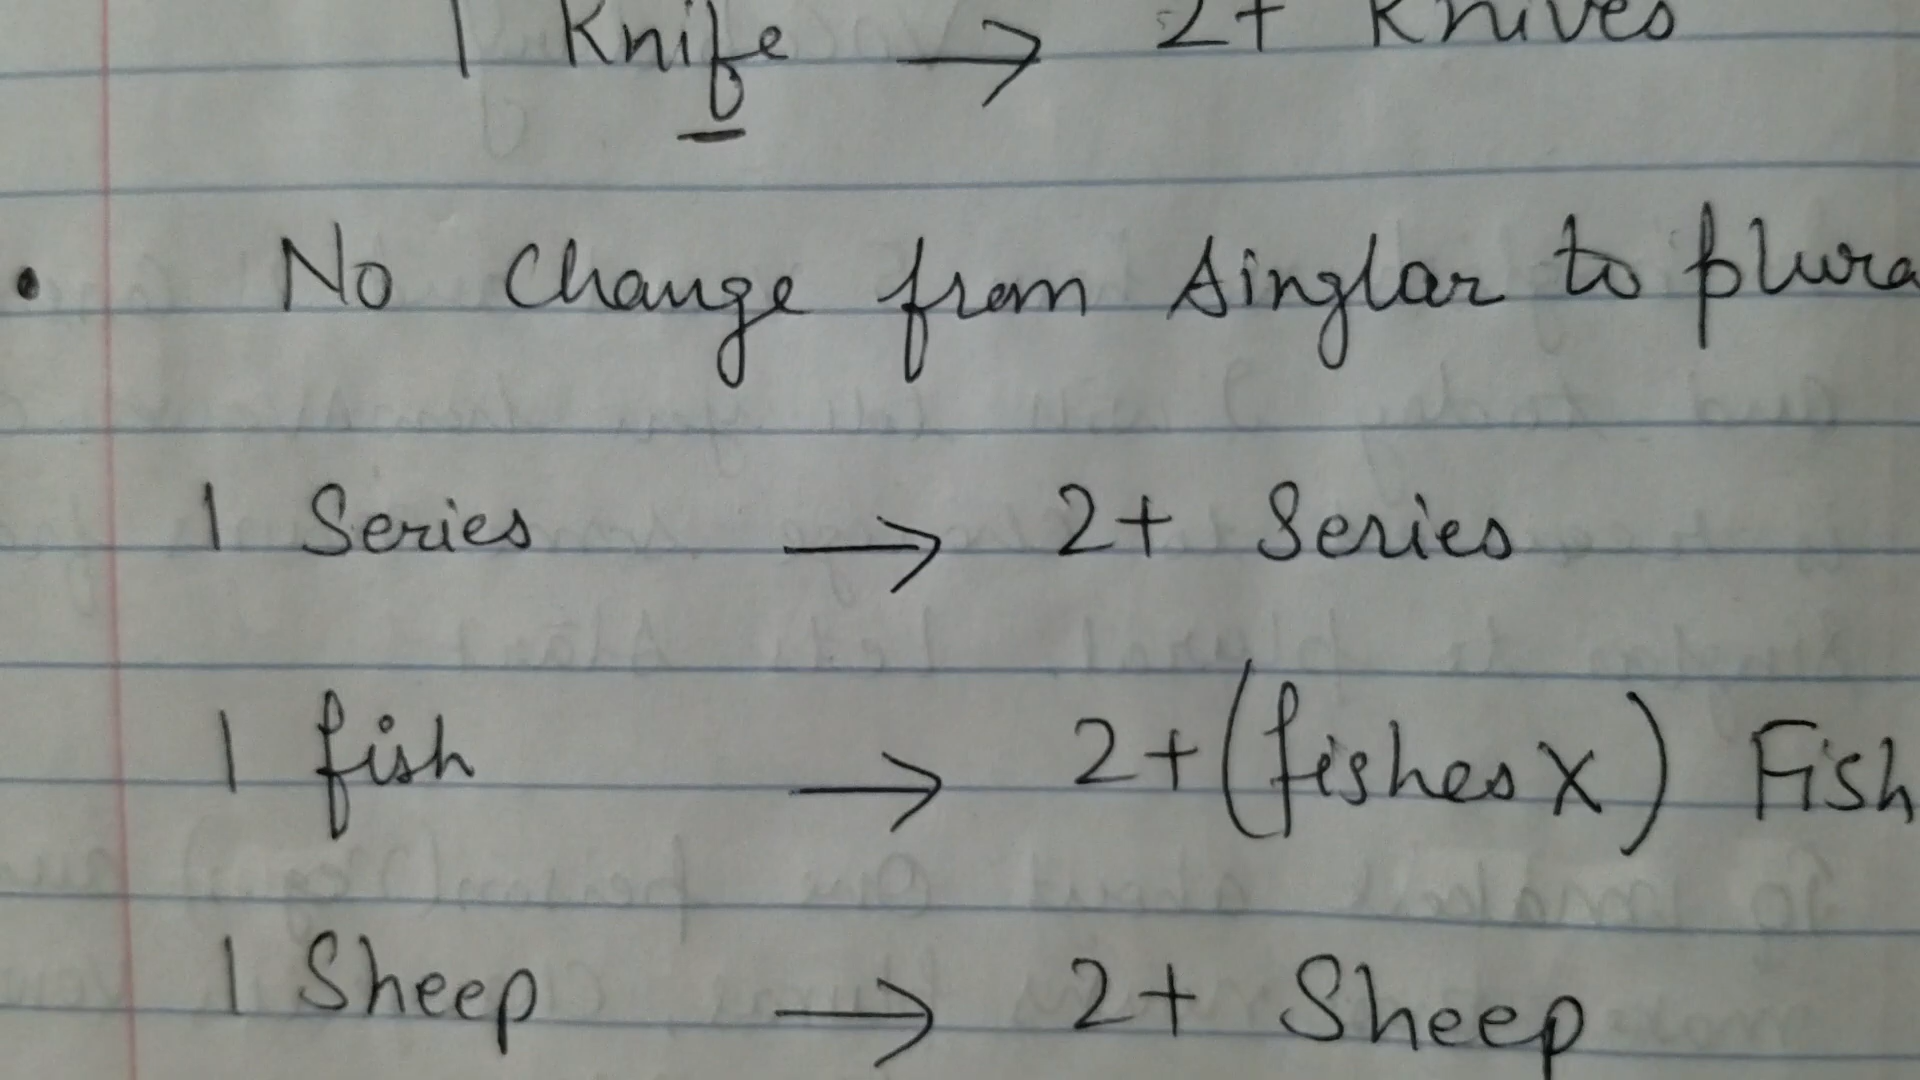 1 Knife → 2+ Knives
• No Change from Singlar to plura
1 Series → 2+ Series
1 fish → 2+ (fishes x) Fish
1 Sheep → 2+ Sheep